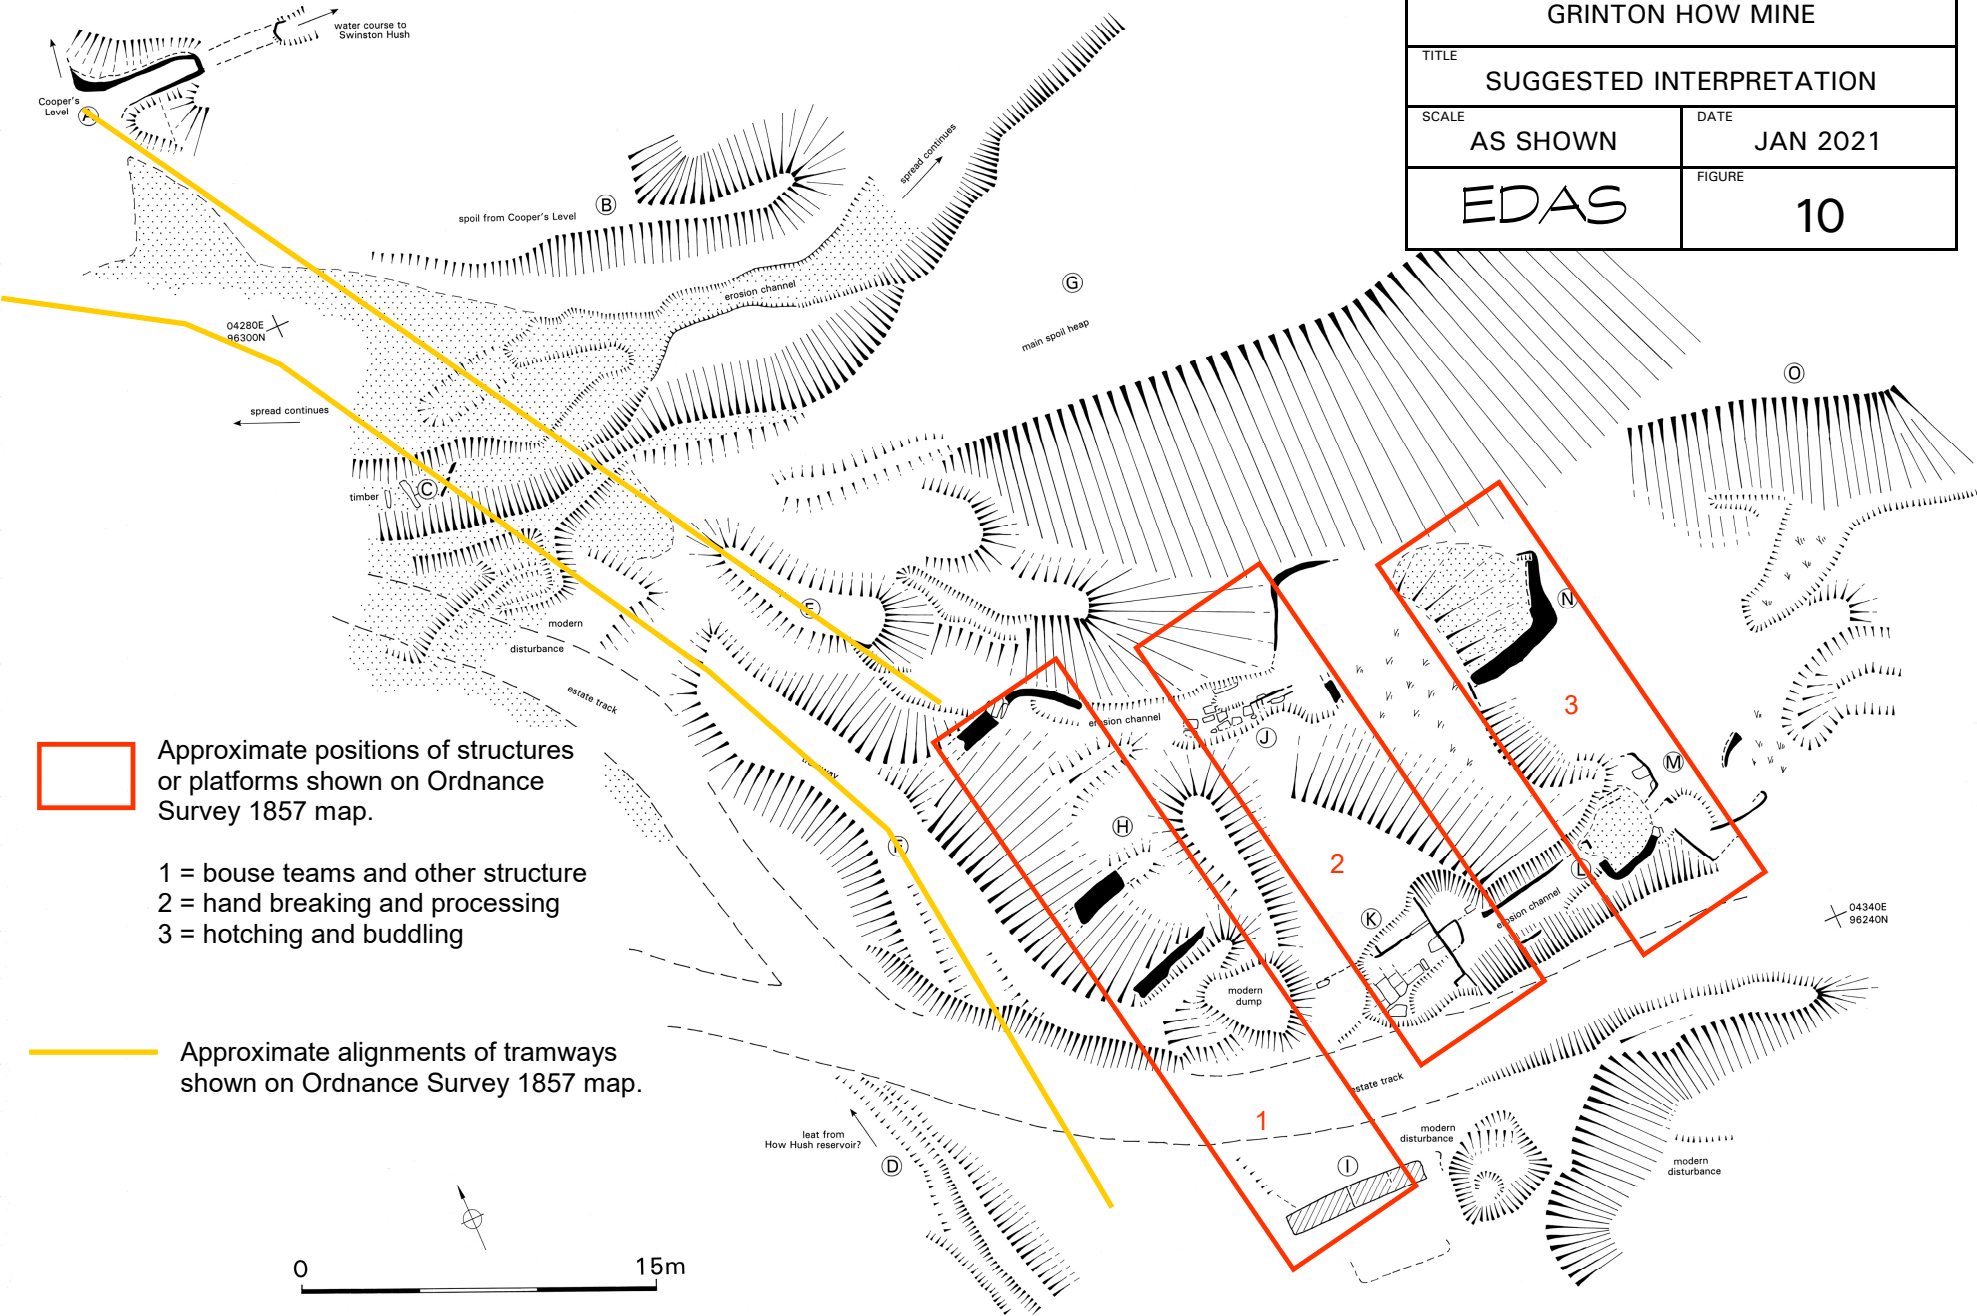 GRINTON HOW MINE
TITLE
SUGGESTED INTERPRETATION
SCALE
AS SHOWN
DATE
JAN 2021
EDAS
FIGURE
10
water course to
Swinston Hush
Cooper's
Level
A
B
spoil from Cooper's Level
spread continues
erosion channel
G
main spoil heap
04280E
96300N
spread continues
O
timber
C
E
modern
disturbance
estate track
N
3
erosion channel
J
M
tramway
H
F
2
L
K
erosion channel
04340E
96240N
modern
dump
estate track
1
leat from
How Hush reservoir?
D
I
modern
disturbance
modern
disturbance
Approximate positions of structures
or platforms shown on Ordnance
Survey 1857 map.
1 = bouse teams and other structure
2 = hand breaking and processing
3 = hotching and buddling
Approximate alignments of tramways
shown on Ordnance Survey 1857 map.
0
15m